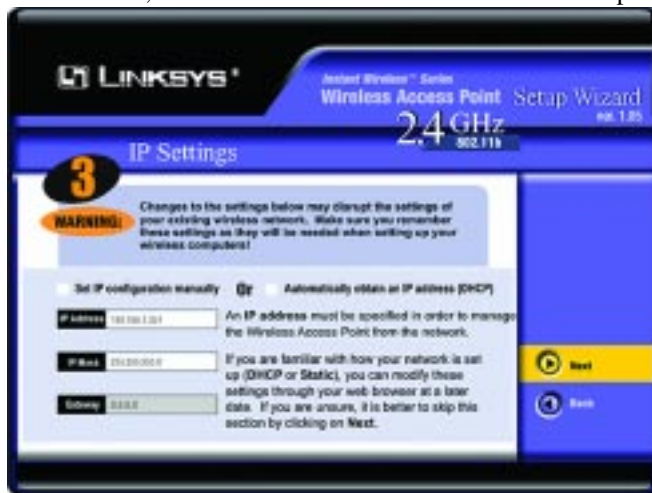 LINKSYS®
Instant Wireless™ Series
Wireless Access Point Setup Wizard
ver. 1.05
2.4 GHz
802.11b
IP Settings
3
WARNING:
Changes to the settings below may disrupt the settings of
your existing wireless network. Make sure you remember
these settings as they will be needed when setting up your
wireless computers!
Set IP configuration manually Or Automatically obtain an IP address (DHCP)
IP Address
An IP address must be specified in order to manage
the Wireless Access Point from the network.
IP Mask
If you are familiar with how your network is set
up (DHCP or Static), you can modify these
settings through your web browser at a later
date. If you are unsure, it is better to skip this
section by clicking on Next.
Gateway 0.0.0.0
Next
Back